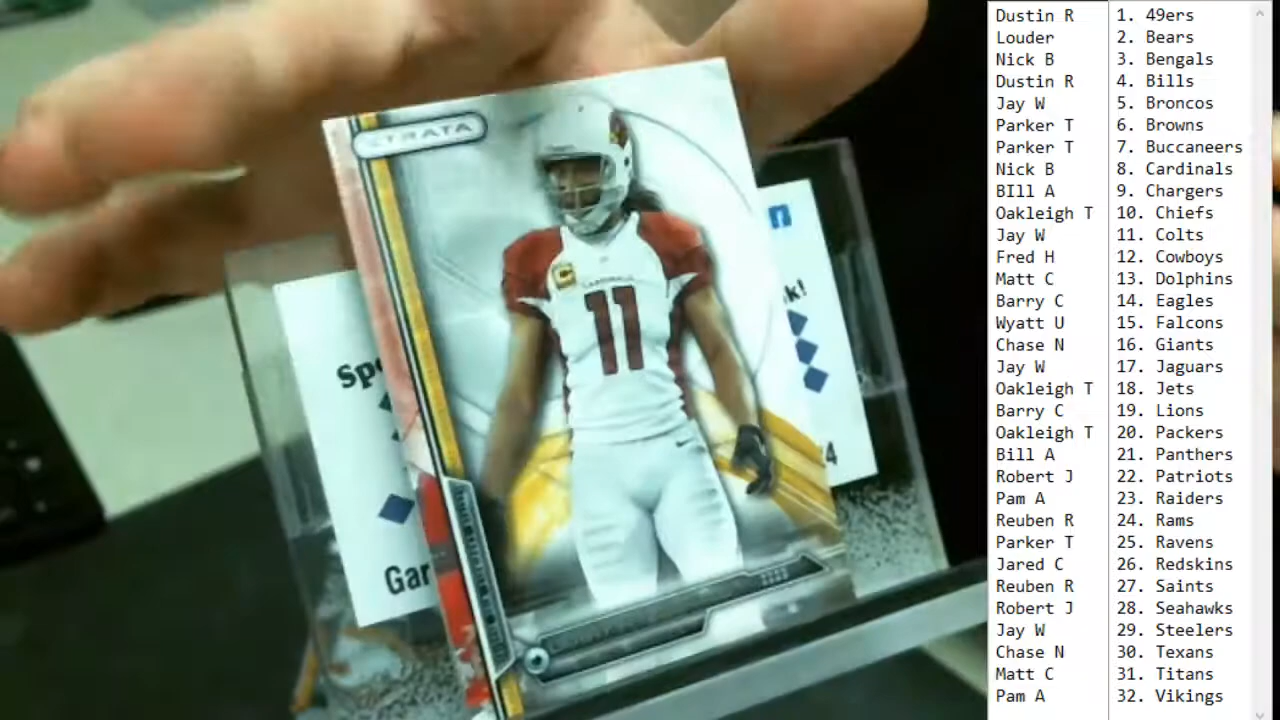 STRATA
CARDINALS
11
Spo
k!
Gar
Dustin R 1. 49ers
Louder 2. Bears
Nick B 3. Bengals
Dustin R 4. Bills
Jay W 5. Broncos
Parker T 6. Browns
Parker T 7. Buccaneers
Nick B 8. Cardinals
BIll A 9. Chargers
Oakleigh T 10. Chiefs
Jay W 11. Colts
Fred H 12. Cowboys
Matt C 13. Dolphins
Barry C 14. Eagles
Wyatt U 15. Falcons
Chase N 16. Giants
Jay W 17. Jaguars
Oakleigh T 18. Jets
Barry C 19. Lions
Oakleigh T 20. Packers
Bill A 21. Panthers
Robert J 22. Patriots
Pam A 23. Raiders
Reuben R 24. Rams
Parker T 25. Ravens
Jared C 26. Redskins
Reuben R 27. Saints
Robert J 28. Seahawks
Jay W 29. Steelers
Chase N 30. Texans
Matt C 31. Titans
Pam A 32. Vikings